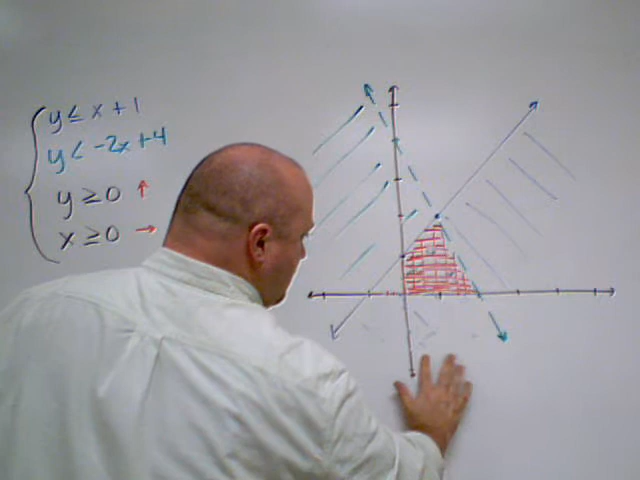 y ≤ x + 1
y < -2x + 4
y ≥ 0 ↑
x ≥ 0 →